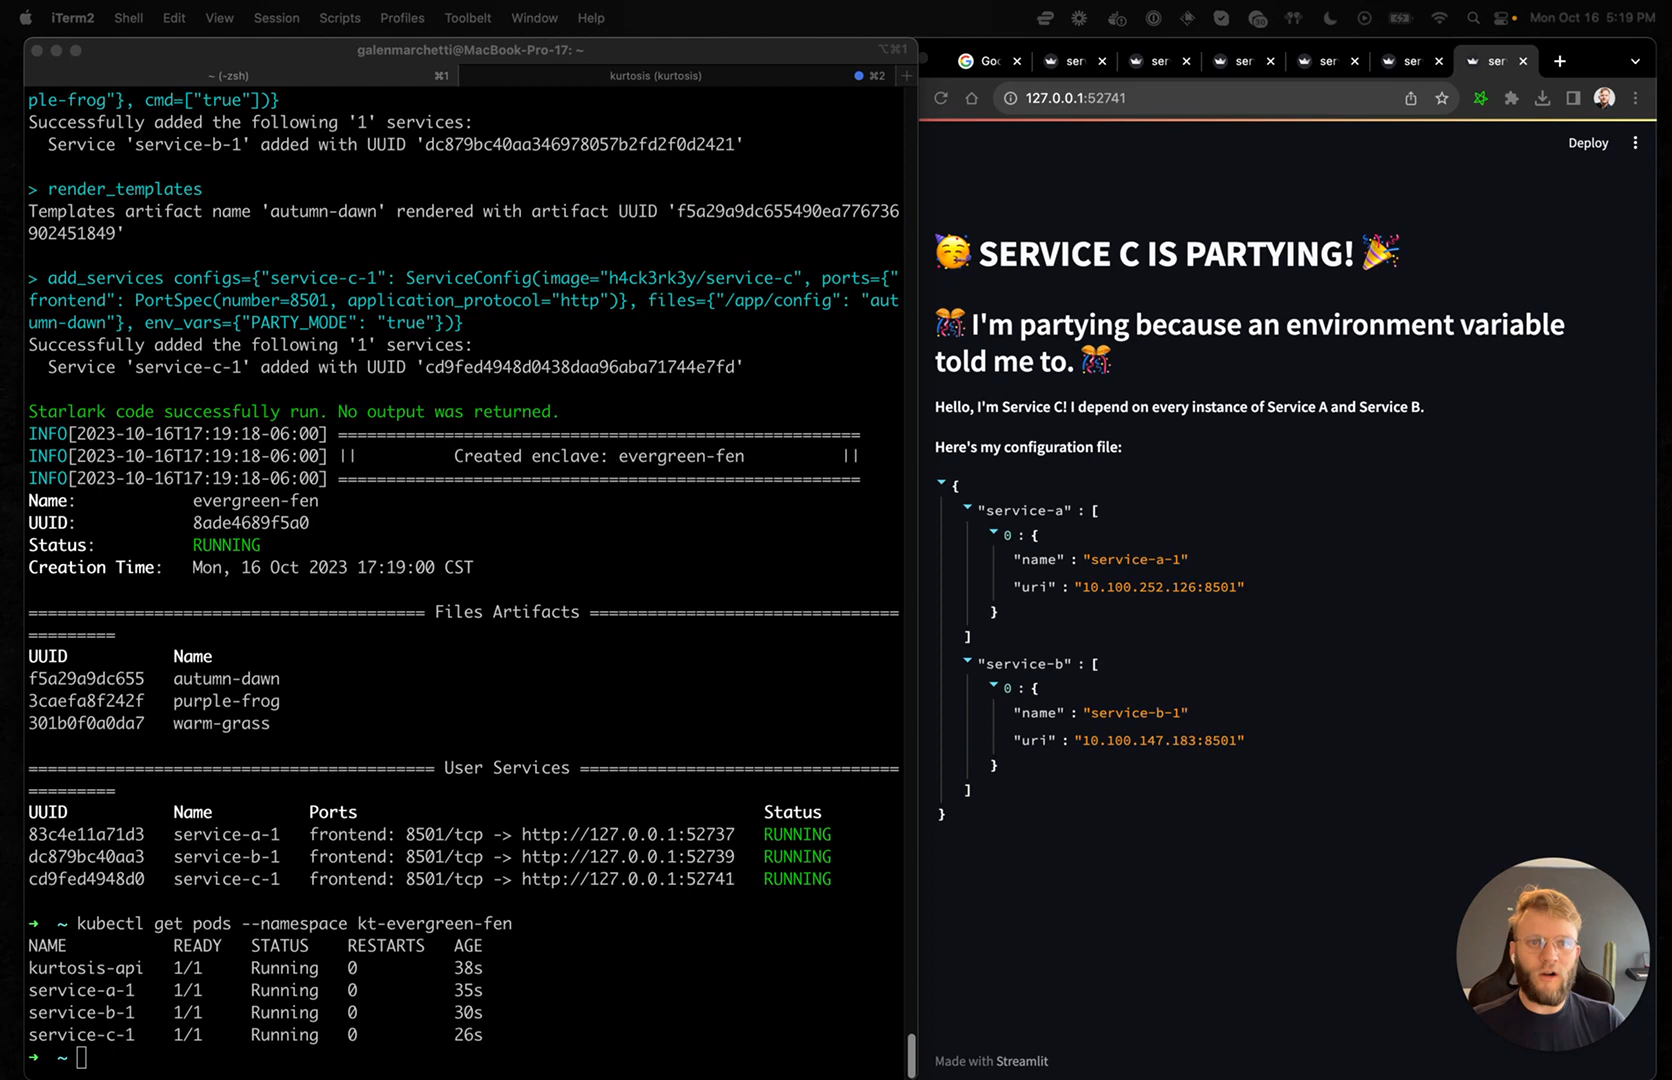 iTerm2 Shell Edit View Session Scripts Profiles Toolbelt Window Help Mon Oct 16 5:19 PM
galenmarchetti@MacBook-Pro-17: ~ ⌥⌘1
~ (-zsh) ⌘1 kurtosis (kurtosis) ⌘2
ple-frog"}, cmd=["true"])}
Successfully added the following '1' services:
Service 'service-b-1' added with UUID 'dc879bc40aa346978057b2fd2f0d2421'
> render_templates
Templates artifact name 'autumn-dawn' rendered with artifact UUID 'f5a29a9dc655490ea776736
902451849'
> add_services configs={"service-c-1": ServiceConfig(image="h4ck3rk3y/service-c", ports={"
frontend": PortSpec(number=8501, application_protocol="http")}, files={"/app/config": "aut
umn-dawn"}, env_vars={"PARTY_MODE": "true"})}
Successfully added the following '1' services:
Service 'service-c-1' added with UUID 'cd9fed4948d0438daa96aba71744e7fd'
Starlark code successfully run. No output was returned.
INFO[2023-10-16T17:19:18-06:00] ======================================================
INFO[2023-10-16T17:19:18-06:00] || Created enclave: evergreen-fen ||
INFO[2023-10-16T17:19:18-06:00] ======================================================
Name: evergreen-fen
UUID: 8ade4689f5a0
Status: RUNNING
Creation Time: Mon, 16 Oct 2023 17:19:00 CST
========================================= Files Artifacts ================================
=========
UUID Name
f5a29a9dc655 autumn-dawn
3caefa8f242f purple-frog
301b0f0a0da7 warm-grass
========================================== User Services =================================
=========
UUID Name Ports Status
83c4e11a71d3 service-a-1 frontend: 8501/tcp -> http://127.0.0.1:52737 RUNNING
dc879bc40aa3 service-b-1 frontend: 8501/tcp -> http://127.0.0.1:52739 RUNNING
cd9fed4948d0 service-c-1 frontend: 8501/tcp -> http://127.0.0.1:52741 RUNNING
➜ ~ kubectl get pods --namespace kt-evergreen-fen
NAME READY STATUS RESTARTS AGE
kurtosis-api 1/1 Running 0 38s
service-a-1 1/1 Running 0 35s
service-b-1 1/1 Running 0 30s
service-c-1 1/1 Running 0 26s
➜ ~
Goo ser ser ser ser ser ser
127.0.0.1:52741
Deploy
🥳 SERVICE C IS PARTYING! 🎉
🎊 I'm partying because an environment variable
told me to. 🎊
Hello, I'm Service C! I depend on every instance of Service A and Service B.
Here's my configuration file:
{
"service-a" : [
0 : {
"name" : "service-a-1"
"uri" : "10.100.252.126:8501"
}
]
"service-b" : [
0 : {
"name" : "service-b-1"
"uri" : "10.100.147.183:8501"
}
]
}
Made with Streamlit